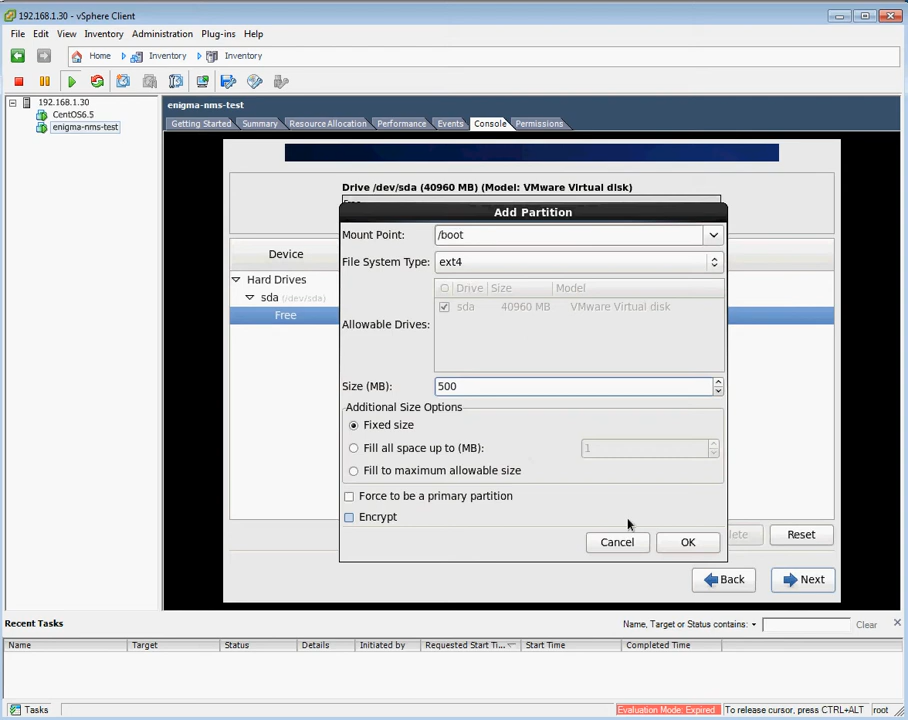 192.168.1.30 - vSphere Client
File Edit View Inventory Administration Plug-ins Help
Home Inventory Inventory
192.168.1.30
CentOS6.5
enigma-nms-test
enigma-nms-test
Getting Started Summary Resource Allocation Performance Events Console Permissions
Drive /dev/sda (40960 MB) (Model: VMware Virtual disk)
Add Partition
Mount Point: /boot
File System Type: ext4
Device
Hard Drives
sda (/dev/sda)
Free
Allowable Drives:
Drive Size Model
sda 40960 MB VMware Virtual disk
Size (MB): 500
Additional Size Options
Fixed size
Fill all space up to (MB): 1
Fill to maximum allowable size
Force to be a primary partition
Encrypt
Cancel OK
Reset
Back Next
Recent Tasks
Name, Target or Status contains: Clear
Name Target Status Details Initiated by Requested Start Ti... Start Time Completed Time
Tasks
Evaluation Mode: Expired To release cursor, press CTRL+ALT root